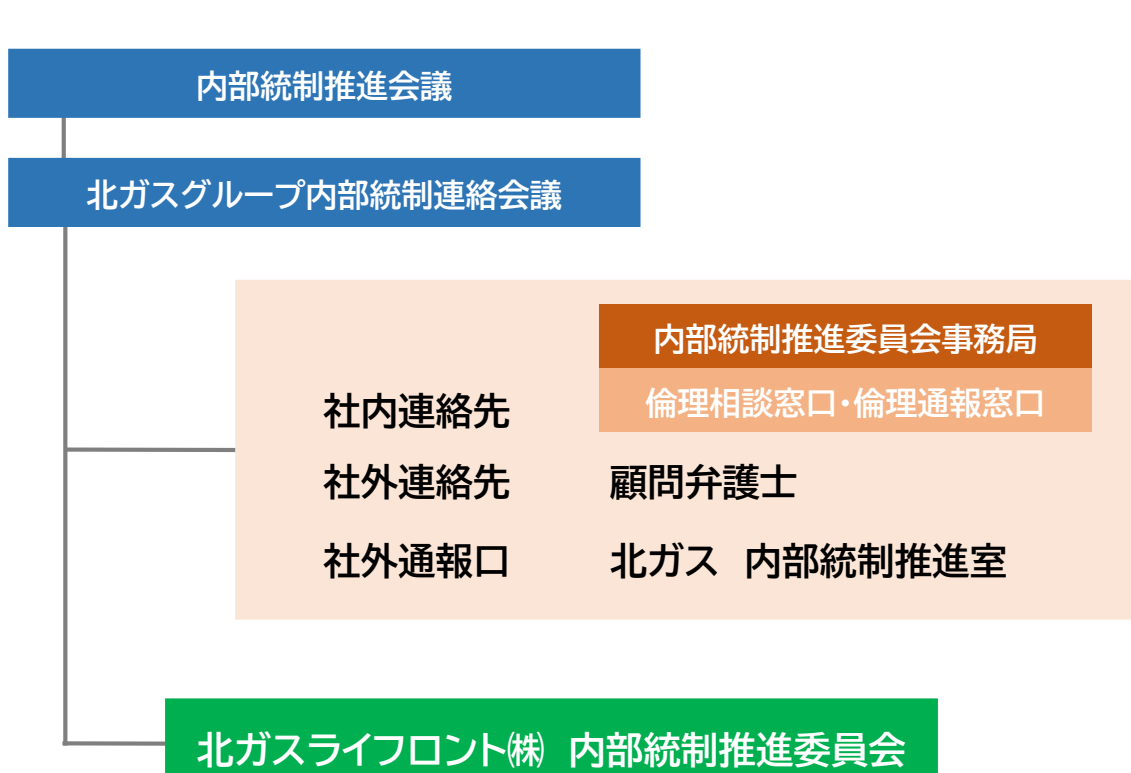 内部統制推進会議
北ガスグループ内部統制連絡会議
内部統制推進委員会事務局
社内連絡先 倫理相談窓口・倫理通報窓口
社外連絡先 顧問弁護士
社外通報口 北ガス 内部統制推進室
北ガスライフロント㈱ 内部統制推進委員会